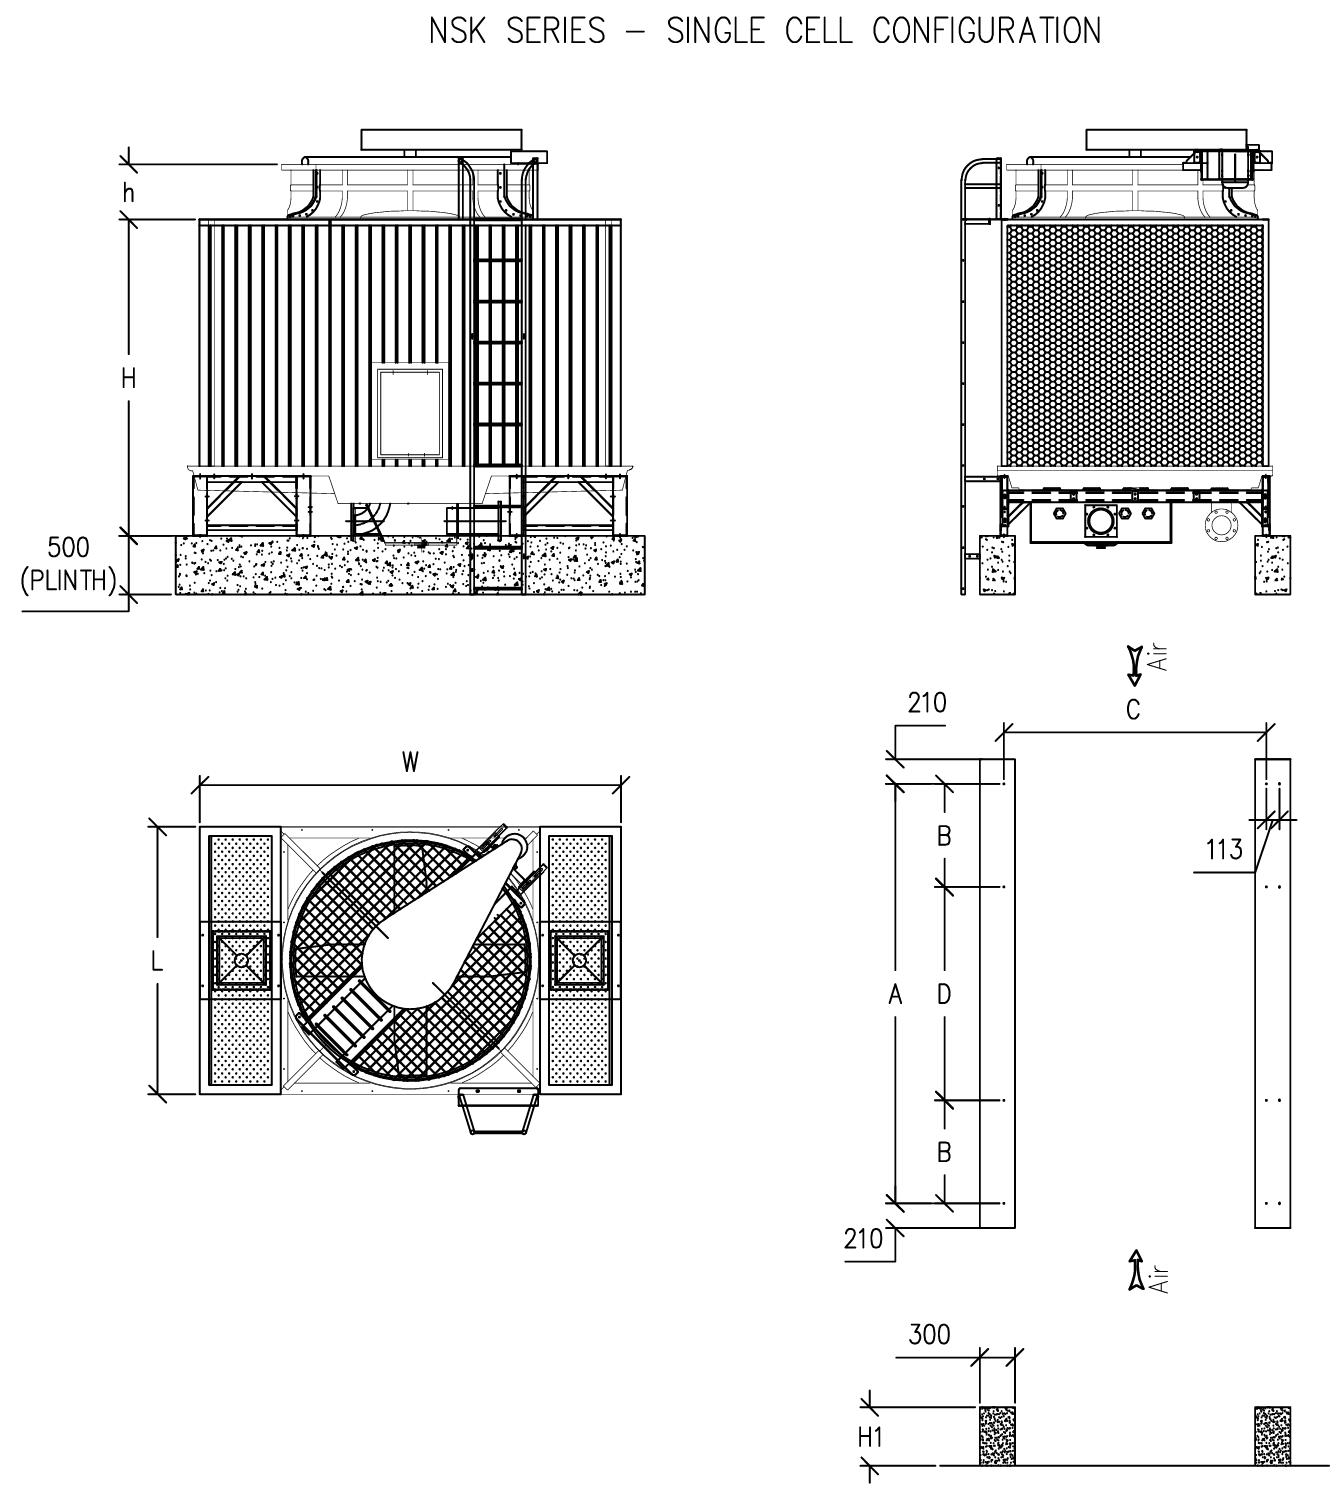 NSK SERIES – SINGLE CELL CONFIGURATION
h
H
500
(PLINTH)
Air
210
C
W
B
113
L
A
D
B
210
Air
300
H1